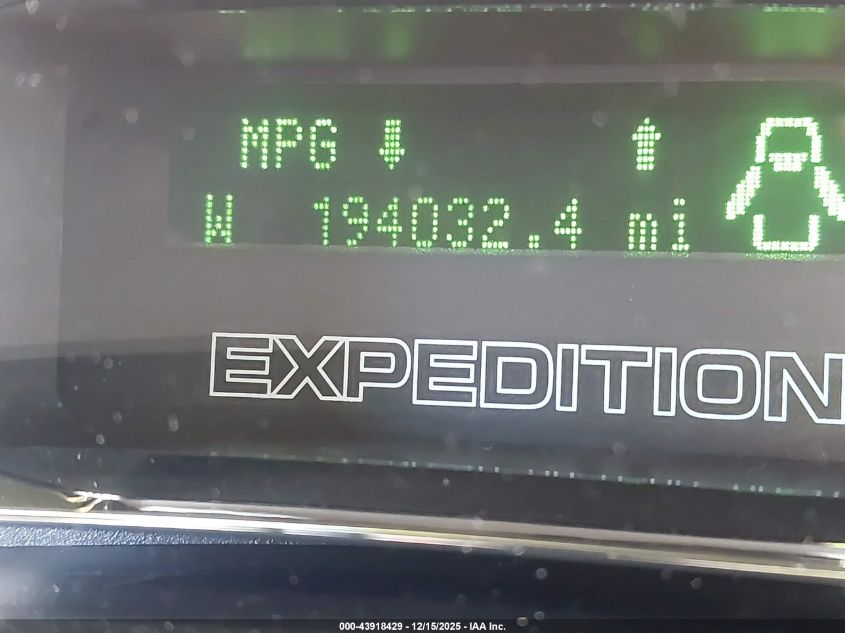 MPG ↓ ↑
W 194032.4 mi
EXPEDITION
000-43918429 - 12/15/2025 - IAA Inc.